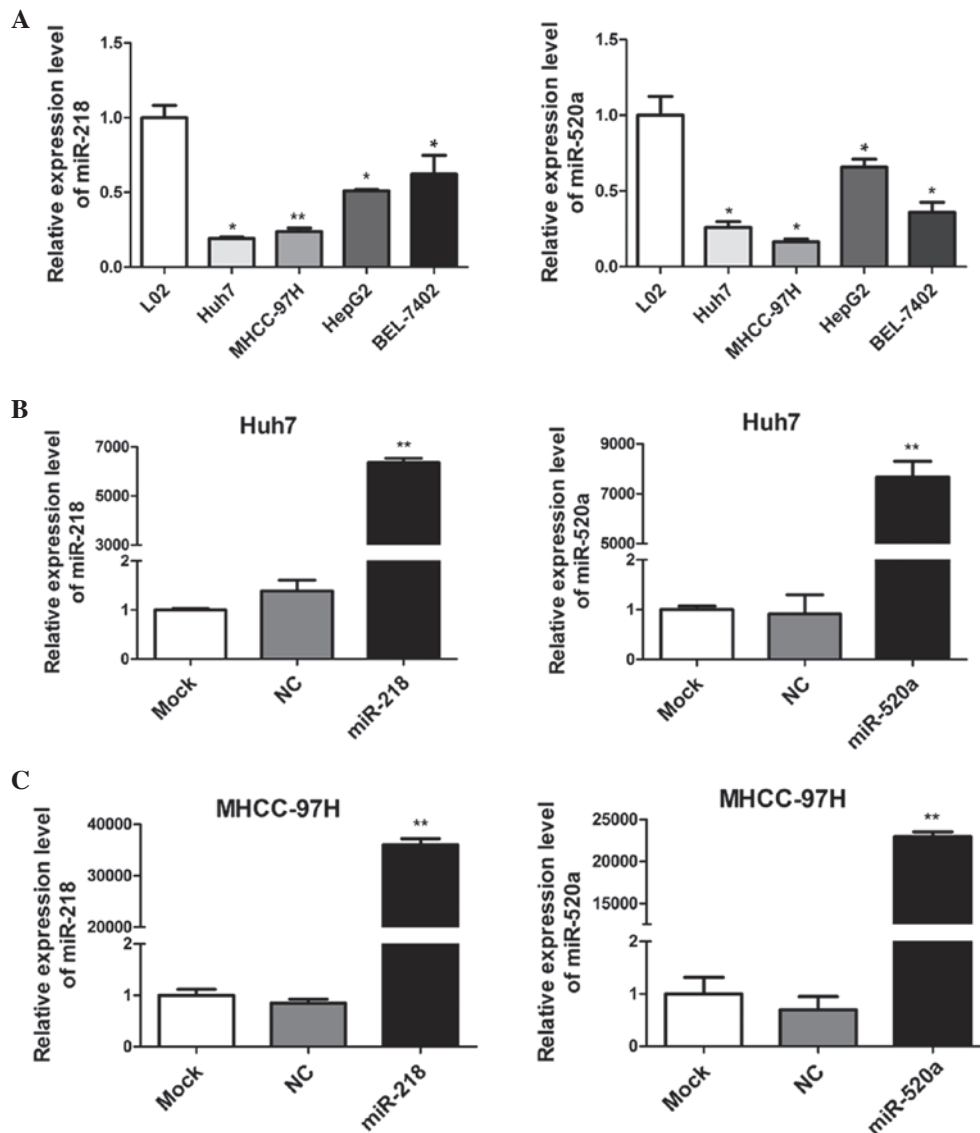 A
Relative expression level
of miR-218
1.5
1.0
0.5
0.0
*
**
*
*
L02
Huh7
MHCC-97H
HepG2
BEL-7402
Relative expression level
of miR-520a
1.5
1.0
0.5
0.0
*
*
*
*
L02
Huh7
MHCC-97H
HepG2
BEL-7402
B
Huh7
Relative expression level
of miR-218
7000
5000
3000
2
1
0
**
Mock
NC
miR-218
Huh7
Relative expression level
of miR-520a
9000
7000
5000
2
1
0
**
Mock
NC
miR-520a
C
MHCC-97H
Relative expression level
of miR-218
40000
30000
20000
2
1
0
**
Mock
NC
miR-218
MHCC-97H
Relative expression level
of miR-520a
25000
20000
15000
2
1
0
**
Mock
NC
miR-520a